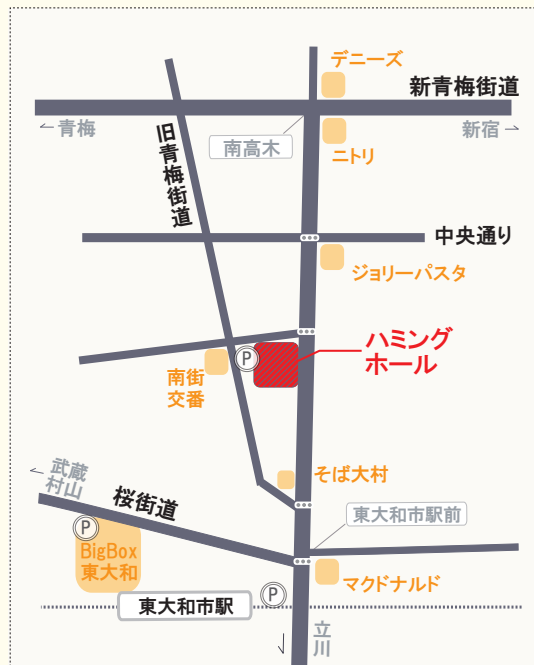 デニーズ
新青梅街道
←青梅
新宿→
南高木
ニトリ
旧青梅街道
中央通り
ジョリーパスタ
ハミング
ホール
P
南街
交番
そば大村
武蔵
村山
←
桜街道
東大和市駅前
P
BigBox
東大和
マクドナルド
P
東大和市駅
立川